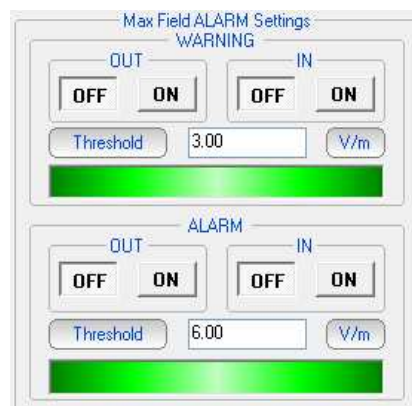 Max Field ALARM Settings
WARNING
OUT IN
OFF ON OFF ON
Threshold 3.00 V/m
ALARM
OUT IN
OFF ON OFF ON
Threshold 6.00 V/m